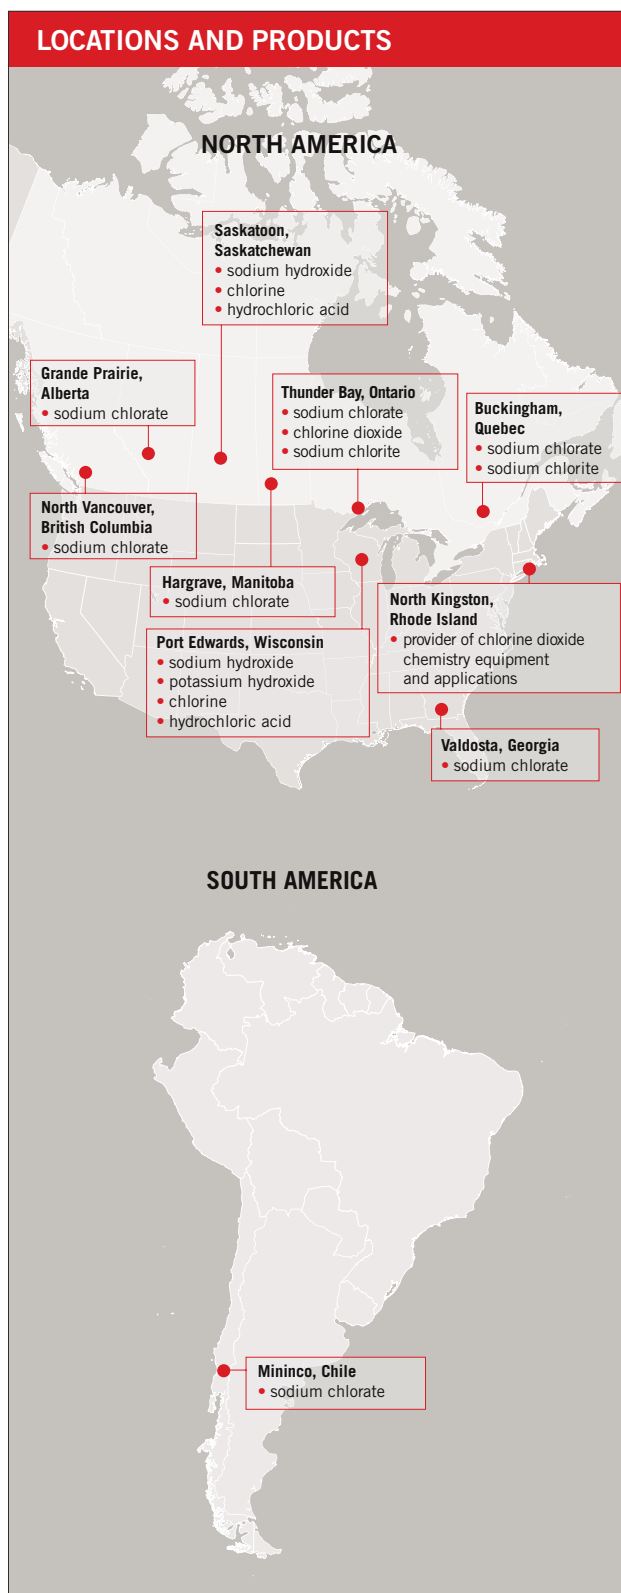 LOCATIONS AND PRODUCTS
NORTH AMERICA
Saskatoon,
Saskatchewan
• sodium hydroxide
• chlorine
• hydrochloric acid
Grande Prairie,
Alberta
• sodium chlorate
Thunder Bay, Ontario
• sodium chlorate
• chlorine dioxide
• sodium chlorite
Buckingham,
Quebec
• sodium chlorate
• sodium chlorite
North Vancouver,
British Columbia
• sodium chlorate
Hargrave, Manitoba
• sodium chlorate
North Kingston,
Rhode Island
• provider of chlorine dioxide
chemistry equipment
and applications
Port Edwards, Wisconsin
• sodium hydroxide
• potassium hydroxide
• chlorine
• hydrochloric acid
Valdosta, Georgia
• sodium chlorate
SOUTH AMERICA
Mininco, Chile
• sodium chlorate